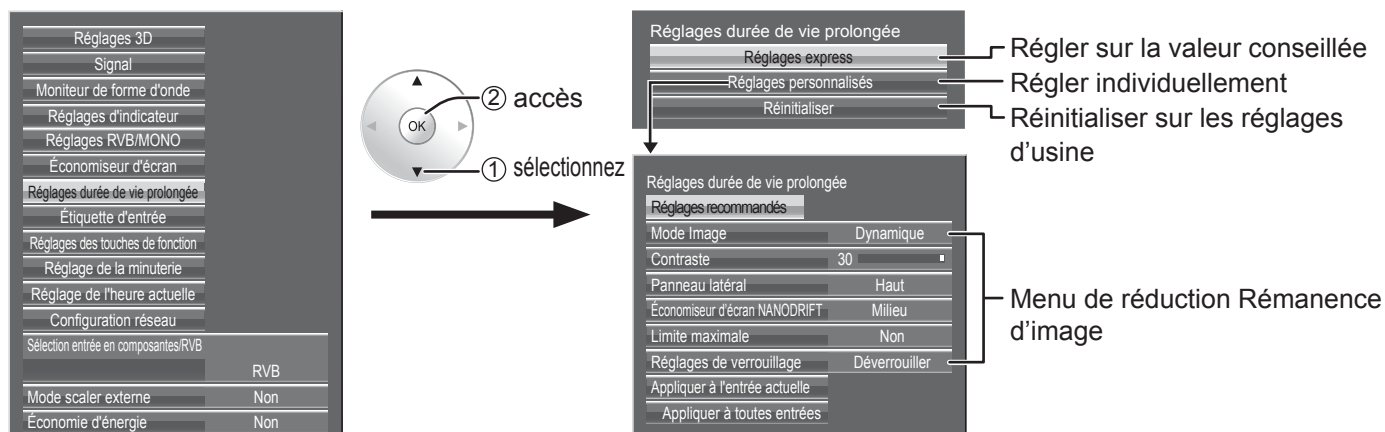 Réglages 3D
Signal
Moniteur de forme d'onde
Réglages d'indicateur
Réglages RVB/MONO
Économiseur d'écran
Réglages durée de vie prolongée
Étiquette d'entrée
Réglages des touches de fonction
Réglage de la minuterie
Réglage de l'heure actuelle
Configuration réseau
Sélection entrée en composantes/RVB
RVB
Mode scaler externe Non
Économie d'énergie Non
OK
② accès
① sélectionnez
Réglages durée de vie prolongée
Réglages express
Réglages personnalisés
Réinitialiser
Régler sur la valeur conseillée
Régler individuellement
Réinitialiser sur les réglages
d’usine
Réglages durée de vie prolongée
Réglages recommandés
Mode Image Dynamique
Contraste 30
Panneau latéral Haut
Économiseur d'écran NANODRIFT Milieu
Limite maximale Non
Réglages de verrouillage Déverrouiller
Appliquer à l'entrée actuelle
Appliquer à toutes entrées
Menu de réduction Rémanence
d’image